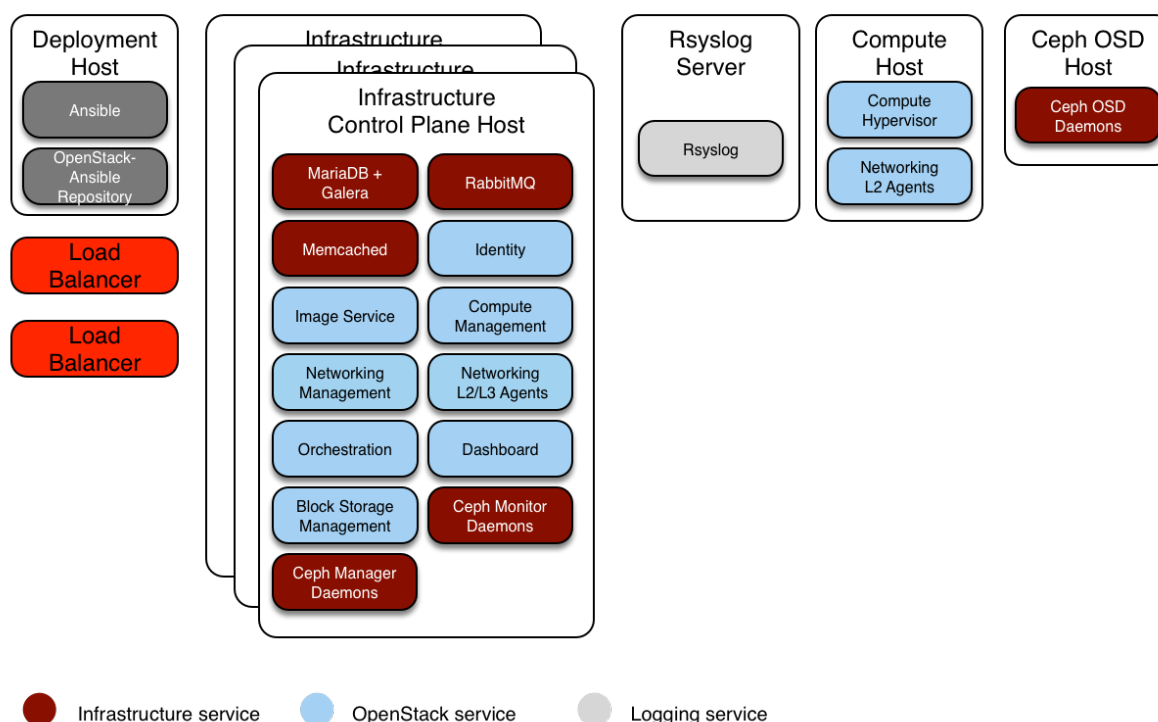 Deployment
Host
Ansible
OpenStack-
Ansible
Repository
Load
Balancer
Load
Balancer
Infrastructure
Infrastructure
Infrastructure
Control Plane Host
MariaDB +
Galera
RabbitMQ
Memcached
Identity
Image Service
Compute
Management
Networking
Management
Networking
L2/L3 Agents
Orchestration
Dashboard
Block Storage
Management
Ceph Monitor
Daemons
Ceph Manager
Daemons
Rsyslog
Server
Rsyslog
Compute
Host
Compute
Hypervisor
Networking
L2 Agents
Ceph OSD
Host
Ceph OSD
Daemons
Infrastructure service
OpenStack service
Logging service